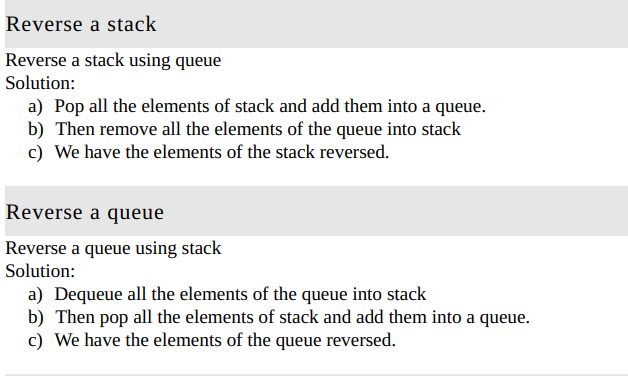 Reverse a stack
Reverse a stack using queue
Solution:
a) Pop all the elements of stack and add them into a queue.
b) Then remove all the elements of the queue into stack
c) We have the elements of the stack reversed.
Reverse a queue
Reverse a queue using stack
Solution:
a) Dequeue all the elements of the queue into stack
b) Then pop all the elements of stack and add them into a queue.
c) We have the elements of the queue reversed.